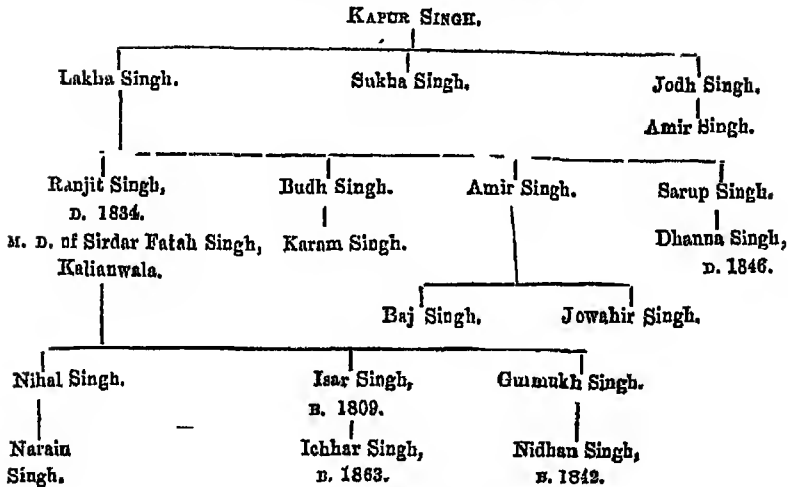 KAPUR SINGH.
Lakha Singh. Sukha Singh. Jodh Singh.
Amir Singh.
Ranjit Singh, Budh Singh. Amir Singh. Sarup Singh.
D. 1834.
M. D. of Sirdar Fatah Singh, Karam Singh. Dhanna Singh,
Kalianwala. D. 1846.
Baj Singh. Jowahir Singh.
Nihal Singh. Isar Singh, Gurmukh Singh.
B. 1809.
Narain Ichhar Singh, Nidhan Singh,
Singh. D. 1863. B. 1842.